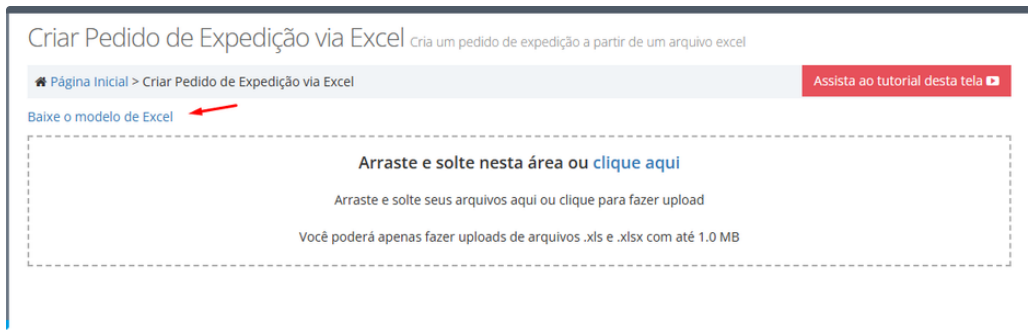 Criar Pedido de Expedição via Excel Cria um pedido de expedição a partir de um arquivo excel
Página Inicial > Criar Pedido de Expedição via Excel Assista ao tutorial desta tela
Baixe o modelo de Excel
Arraste e solte nesta área ou clique aqui
Arraste e solte seus arquivos aqui ou clique para fazer upload
Você poderá apenas fazer uploads de arquivos .xls e .xlsx com até 1.0 MB